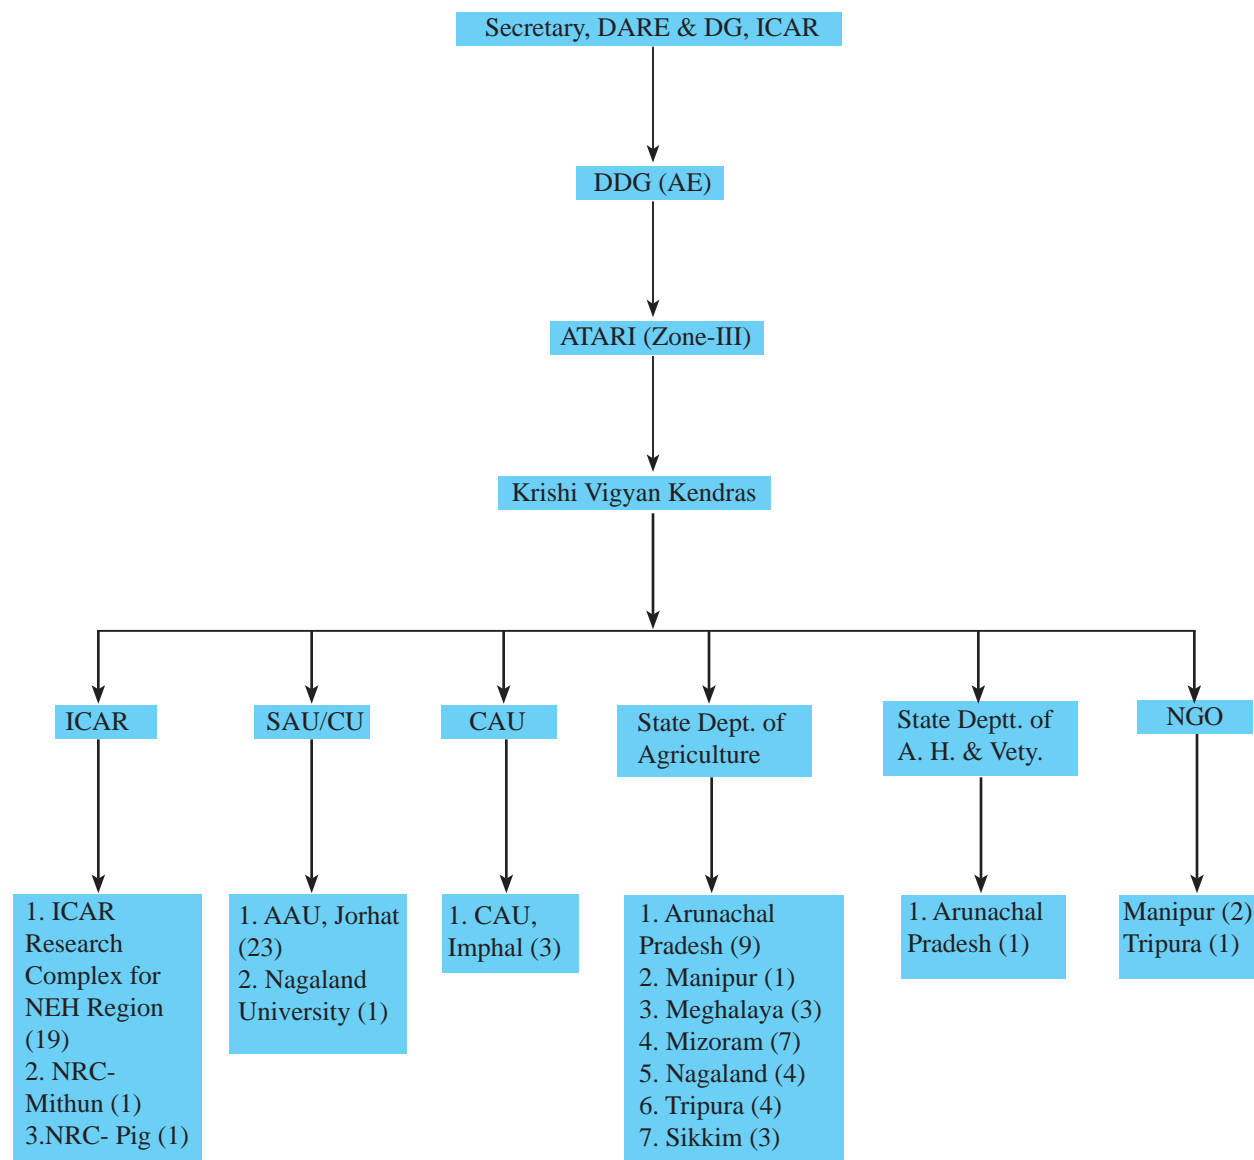 Secretary, DARE & DG, ICAR
DDG (AE)
ATARI (Zone-III)
Krishi Vigyan Kendras
ICAR
SAU/CU
CAU
State Dept. of
Agriculture
State Deptt. of
A. H. & Vety.
NGO
1. ICAR
Research
Complex for
NEH Region
(19)
2. NRC-
Mithun (1)
3.NRC- Pig (1)
1. AAU, Jorhat
(23)
2. Nagaland
University (1)
1. CAU,
Imphal (3)
1. Arunachal
Pradesh (9)
2. Manipur (1)
3. Meghalaya (3)
4. Mizoram (7)
5. Nagaland (4)
6. Tripura (4)
7. Sikkim (3)
1. Arunachal
Pradesh (1)
Manipur (2)
Tripura (1)